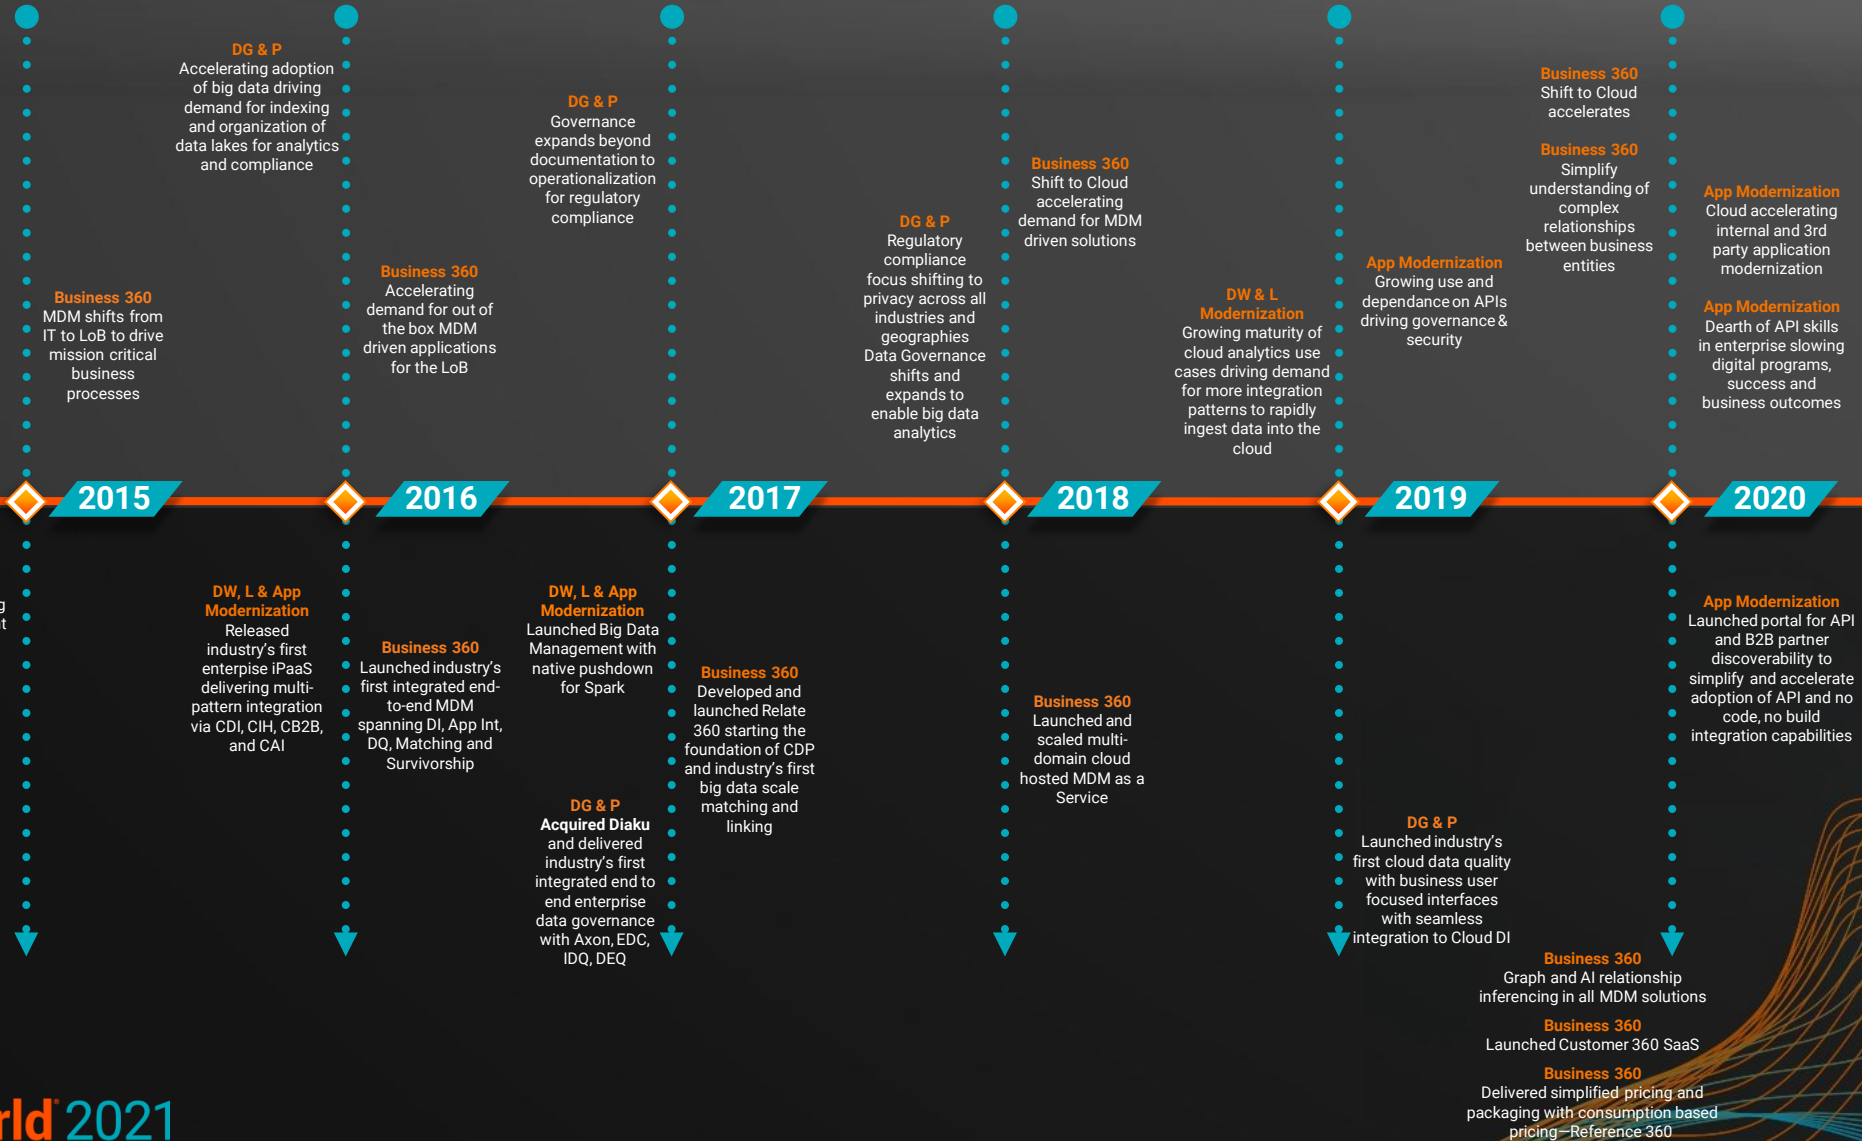 DG & P
Accelerating adoption
of big data driving
demand for indexing
and organization of
data lakes for analytics
and compliance
DG & P
Governance
expands beyond
documentation to
operationalization
for regulatory
compliance
Business 360
Shift to Cloud
accelerates
Business 360
Simplify
understanding of
complex
relationships
between business
entities
Business 360
Shift to Cloud
accelerating
demand for MDM
driven solutions
App Modernization
Cloud accelerating
internal and 3rd
party application
modernization
App Modernization
Dearth of API skills
in enterprise slowing
digital programs,
success and
business outcomes
DG & P
Regulatory
compliance
focus shifting to
privacy across all
industries and
geographies
Data Governance
shifts and
expands to
enable big data
analytics
App Modernization
Growing use and
dependance on APIs
driving governance &
security
Business 360
MDM shifts from
IT to LoB to drive
mission critical
business
processes
Business 360
Accelerating
demand for out of
the box MDM
driven applications
for the LoB
DW & L
Modernization
Growing maturity of
cloud analytics use
cases driving demand
for more integration
patterns to rapidly
ingest data into the
cloud
2015
2016
2017
2018
2019
2020
DW, L & App
Modernization
Released
industry’s first
enterpise iPaaS
delivering multi-
pattern integration
via CDI, CIH, CB2B,
and CAI
Business 360
Launched industry’s
first integrated end-
to-end MDM
spanning DI, App Int,
DQ, Matching and
Survivorship
DW, L & App
Modernization
Launched Big Data
Management with
native pushdown
for Spark
DG & P
Acquired Diaku
and delivered
industry’s first
integrated end to
end enterprise
data governance
with Axon, EDC,
IDQ, DEQ
Business 360
Developed and
launched Relate
360 starting the
foundation of CDP
and industry’s first
big data scale
matching and
linking
Business 360
Launched and
scaled multi-
domain cloud
hosted MDM as a
Service
DG & P
Launched industry’s
first cloud data quality
with business user
focused interfaces
with seamless
integration to Cloud DI
App Modernization
Launched portal for API
and B2B partner
discoverability to
simplify and accelerate
adoption of API and no
code, no build
integration capabilities
Business 360
Graph and AI relationship
inferencing in all MDM solutions
Business 360
Launched Customer 360 SaaS
Business 360
Delivered simplified pricing and
packaging with consumption based
pricing—Reference 360
rld 2021